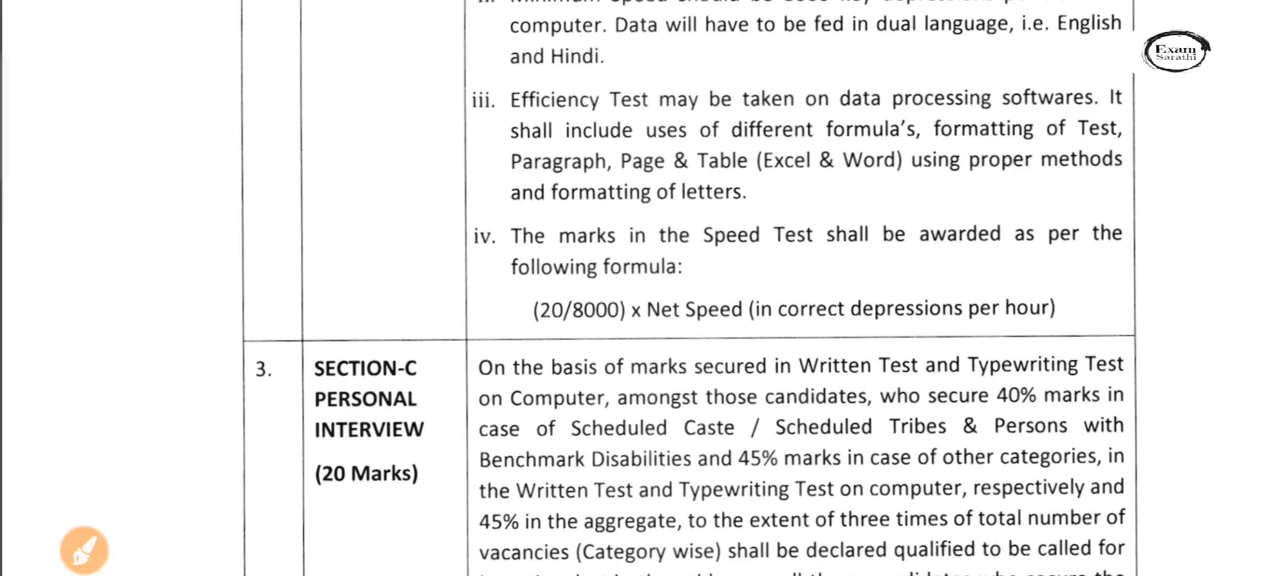 computer. Data will have to be fed in dual language, i.e. English
and Hindi.
Exam
Sarathi
iii. Efficiency Test may be taken on data processing softwares. It
shall include uses of different formula's, formatting of Test,
Paragraph, Page & Table (Excel & Word) using proper methods
and formatting of letters.
iv. The marks in the Speed Test shall be awarded as per the
following formula:
(20/8000) x Net Speed (in correct depressions per hour)
3.
SECTION-C
PERSONAL
INTERVIEW
(20 Marks)
On the basis of marks secured in Written Test and Typewriting Test
on Computer, amongst those candidates, who secure 40% marks in
case of Scheduled Caste / Scheduled Tribes & Persons with
Benchmark Disabilities and 45% marks in case of other categories, in
the Written Test and Typewriting Test on computer, respectively and
45% in the aggregate, to the extent of three times of total number of
vacancies (Category wise) shall be declared qualified to be called for